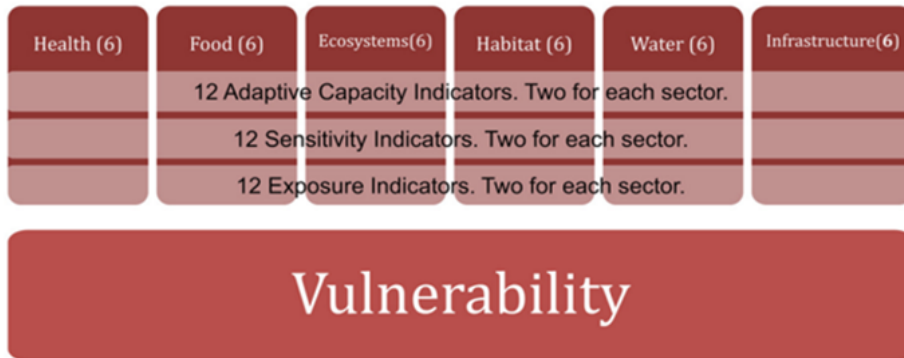 Health (6) Food (6) Ecosystems(6) Habitat (6) Water (6) Infrastructure(6)
12 Adaptive Capacity Indicators. Two for each sector.
12 Sensitivity Indicators. Two for each sector.
12 Exposure Indicators. Two for each sector.
Vulnerability